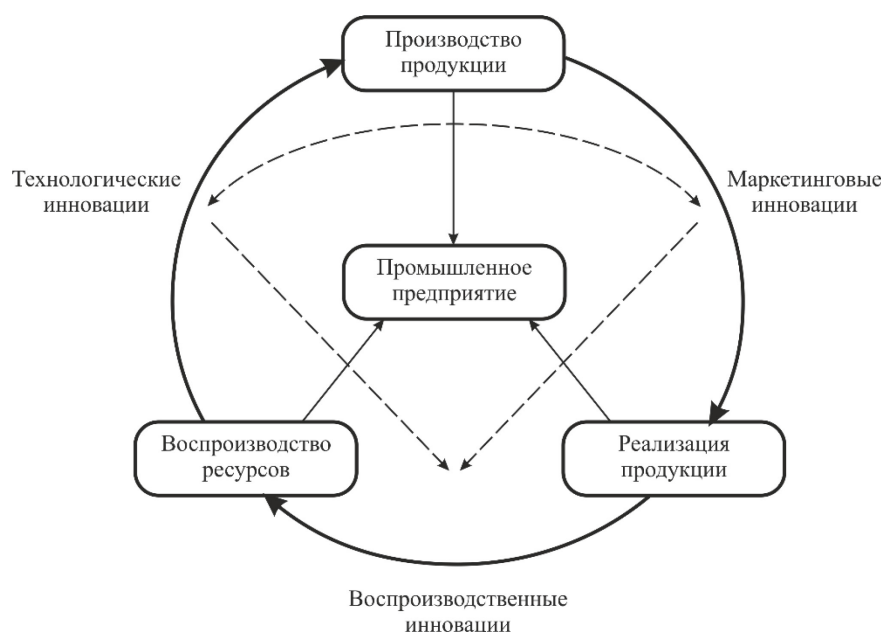 Производство
продукции
Технологические
инновации
Маркетинговые
инновации
Промышленное
предприятие
Воспроизводство
ресурсов
Реализация
продукции
Воспроизводственные
инновации